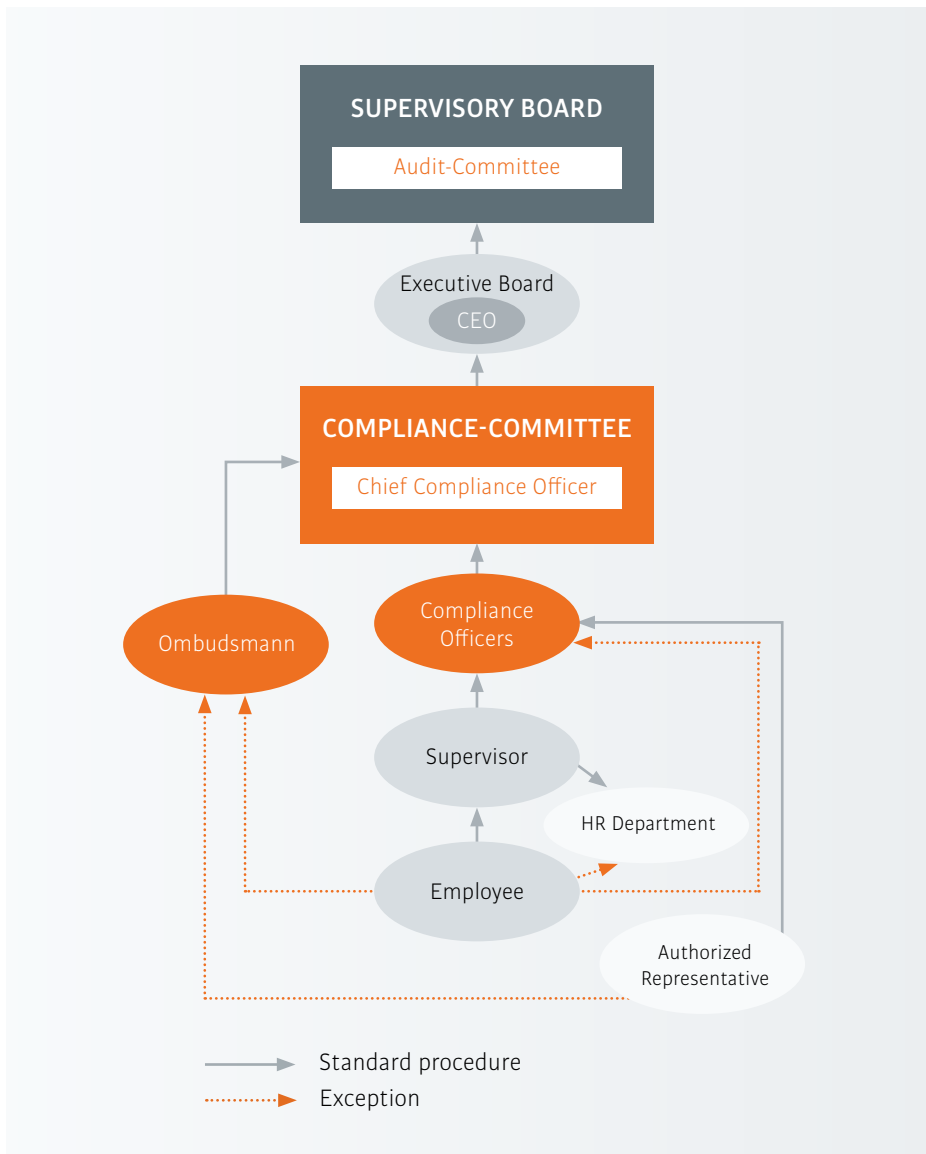 SUPERVISORY BOARD
Audit-Committee
Executive Board
CEO
COMPLIANCE-COMMITTEE
Chief Compliance Officer
Compliance
Officers
Ombudsmann
Supervisor
HR Department
Employee
Authorized
Representative
Standard procedure
Exception